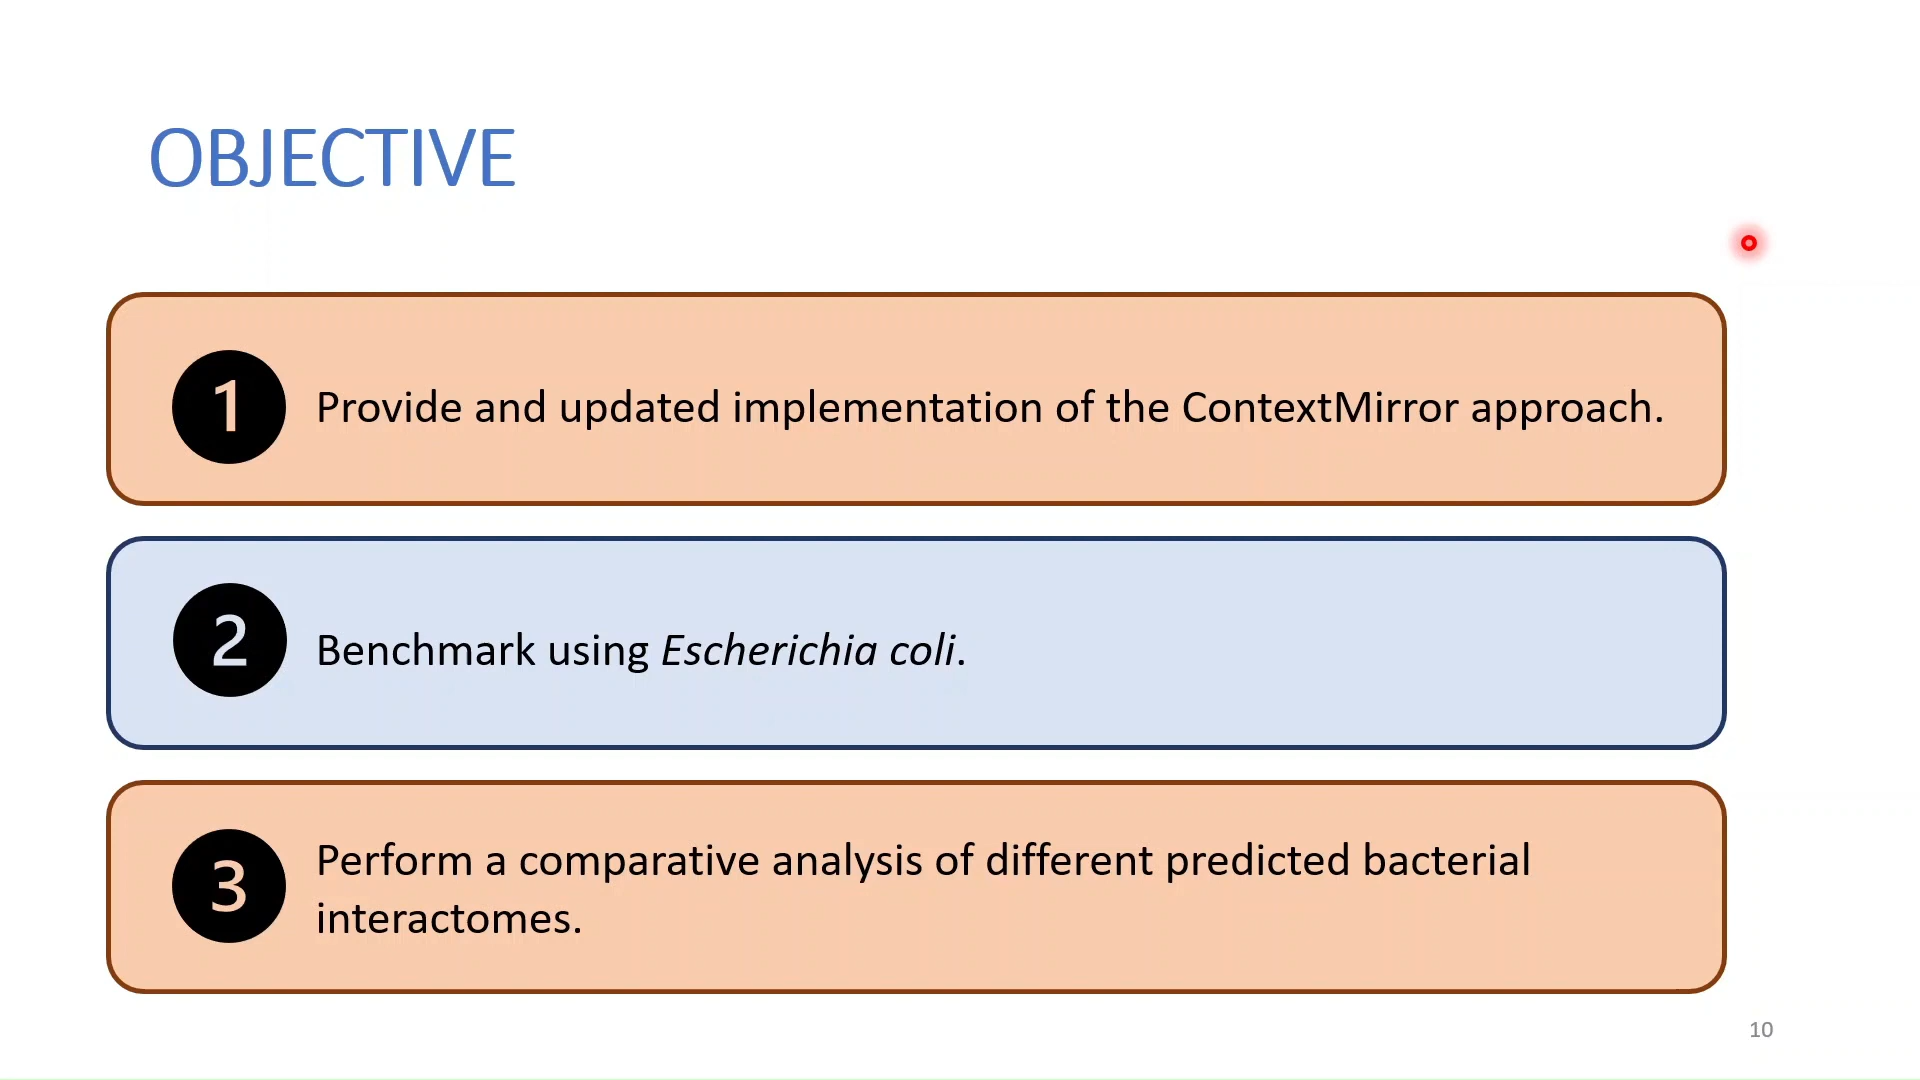 OBJECTIVE
1
Provide and updated implementation of the ContextMirror approach.
2
Benchmark using Escherichia coli.
3
Perform a comparative analysis of different predicted bacterial
interactomes.
10